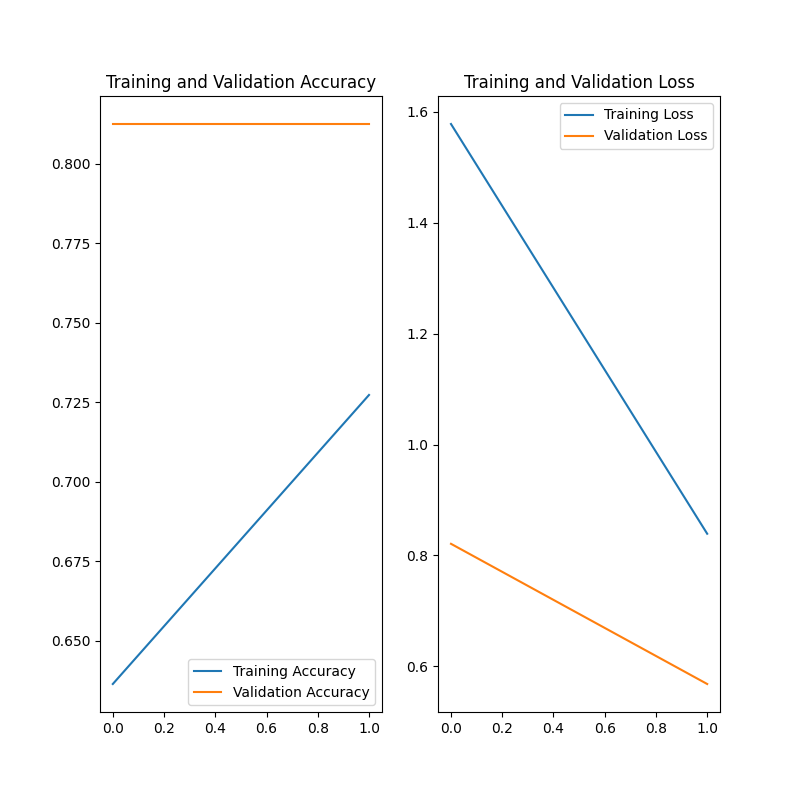 Training and Validation Accuracy
0.800
0.775
0.750
0.725
0.700
0.675
0.650
Training Accuracy
Validation Accuracy
0.0 0.2 0.4 0.6 0.8 1.0
Training and Validation Loss
1.6
1.4
1.2
1.0
0.8
0.6
Training Loss
Validation Loss
0.0 0.2 0.4 0.6 0.8 1.0